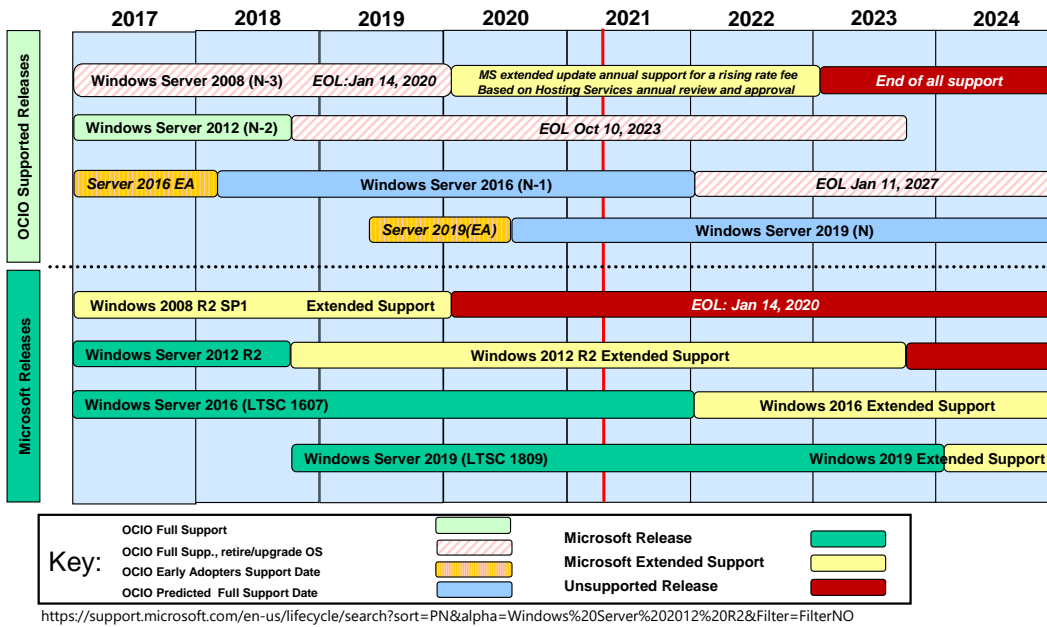 2017 2018 2019 2020 2021 2022 2023 2024
OCIO Supported Releases
Windows Server 2008 (N-3) EOL:Jan 14, 2020
MS extended update annual support for a rising rate fee
Based on Hosting Services annual review and approval
End of all support
Windows Server 2012 (N-2)
EOL Oct 10, 2023
Server 2016 EA
Windows Server 2016 (N-1)
EOL Jan 11, 2027
Server 2019(EA)
Windows Server 2019 (N)
Microsoft Releases
Windows 2008 R2 SP1 Extended Support
EOL: Jan 14, 2020
Windows Server 2012 R2
Windows 2012 R2 Extended Support
Windows Server 2016 (LTSC 1607)
Windows 2016 Extended Support
Windows Server 2019 (LTSC 1809)
Windows 2019 Extended Support
Key:
OCIO Full Support
OCIO Full Supp., retire/upgrade OS
OCIO Early Adopters Support Date
OCIO Predicted Full Support Date
Microsoft Release
Microsoft Extended Support
Unsupported Release
https://support.microsoft.com/en-us/lifecycle/search?sort=PN&alpha=Windows%20Server%202012%20R2&Filter=FilterNO